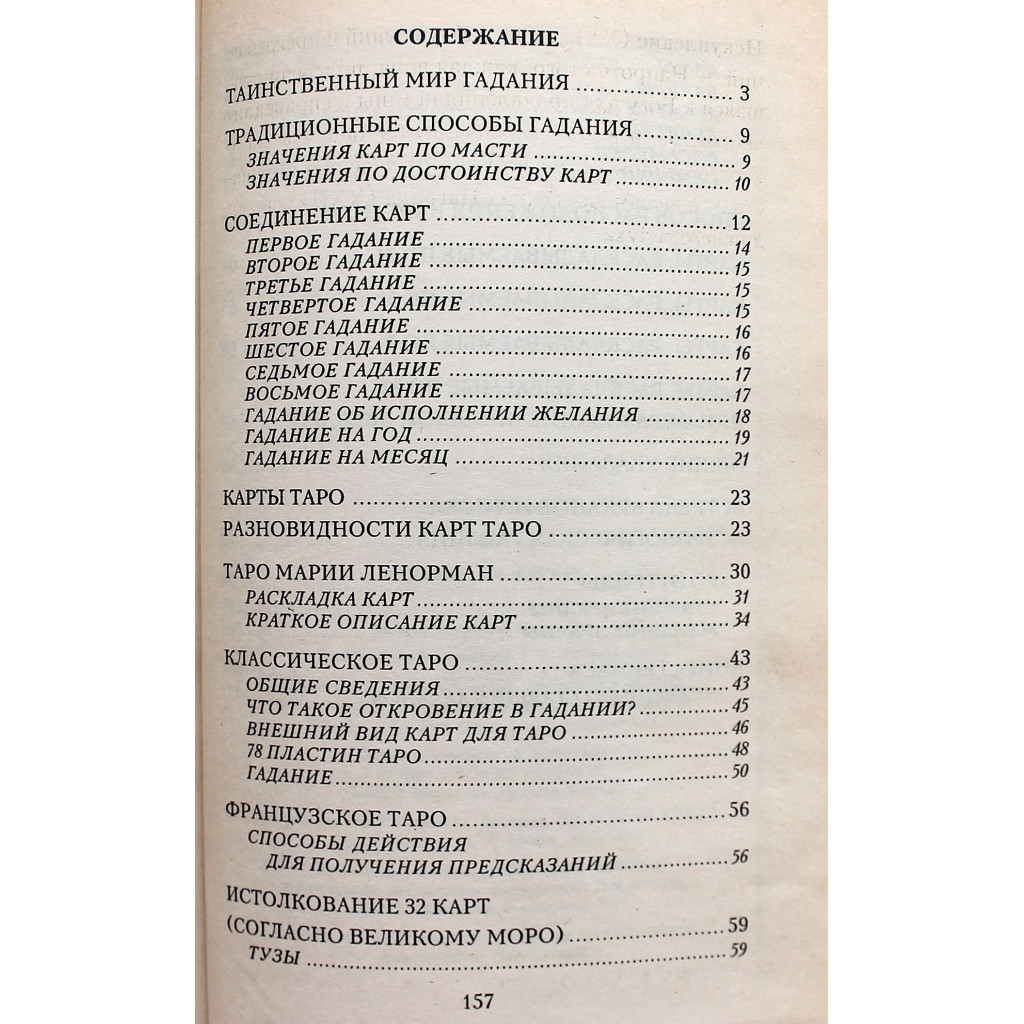 СОДЕРЖАНИЕ
ТАИНСТВЕННЫЙ МИР ГАДАНИЯ ........................ 3
ТРАДИЦИОННЫЕ СПОСОБЫ ГАДАНИЯ ............. 9
ЗНАЧЕНИЯ КАРТ ПО МАСТИ ............................ 9
ЗНАЧЕНИЯ ПО ДОСТОИНСТВУ КАРТ ................. 10
СОЕДИНЕНИЕ КАРТ ........................................ 12
ПЕРВОЕ ГАДАНИЕ .......................................... 14
ВТОРОЕ ГАДАНИЕ .......................................... 15
ТРЕТЬЕ ГАДАНИЕ .......................................... 15
ЧЕТВЕРТОЕ ГАДАНИЕ ..................................... 15
ПЯТОЕ ГАДАНИЕ ............................................ 16
ШЕСТОЕ ГАДАНИЕ .......................................... 16
СЕДЬМОЕ ГАДАНИЕ ........................................ 17
ВОСЬМОЕ ГАДАНИЕ ........................................ 17
ГАДАНИЕ ОБ ИСПОЛНЕНИИ ЖЕЛАНИЯ ............ 18
ГАДАНИЕ НА ГОД ........................................... 19
ГАДАНИЕ НА МЕСЯЦ ....................................... 21
КАРТЫ ТАРО .................................................. 23
РАЗНОВИДНОСТИ КАРТ ТАРО .......................... 23
ТАРО МАРИИ ЛЕНОРМАН ................................ 30
РАСКЛАДКА КАРТ ........................................... 31
КРАТКОЕ ОПИСАНИЕ КАРТ .............................. 34
КЛАССИЧЕСКОЕ ТАРО ..................................... 43
ОБЩИЕ СВЕДЕНИЯ ......................................... 43
ЧТО ТАКОЕ ОТКРОВЕНИЕ В ГАДАНИИ? ............. 45
ВНЕШНИЙ ВИД КАРТ ДЛЯ ТАРО ....................... 46
78 ПЛАСТИН ТАРО .......................................... 48
ГАДАНИЕ ....................................................... 50
ФРАНЦУЗСКОЕ ТАРО ....................................... 56
СПОСОБЫ ДЕЙСТВИЯ
ДЛЯ ПОЛУЧЕНИЯ ПРЕДСКАЗАНИЙ ................... 56
ИСТОЛКОВАНИЕ 32 КАРТ
(СОГЛАСНО ВЕЛИКОМУ МОРО) ....................... 59
ТУЗЫ ............................................................ 59
157